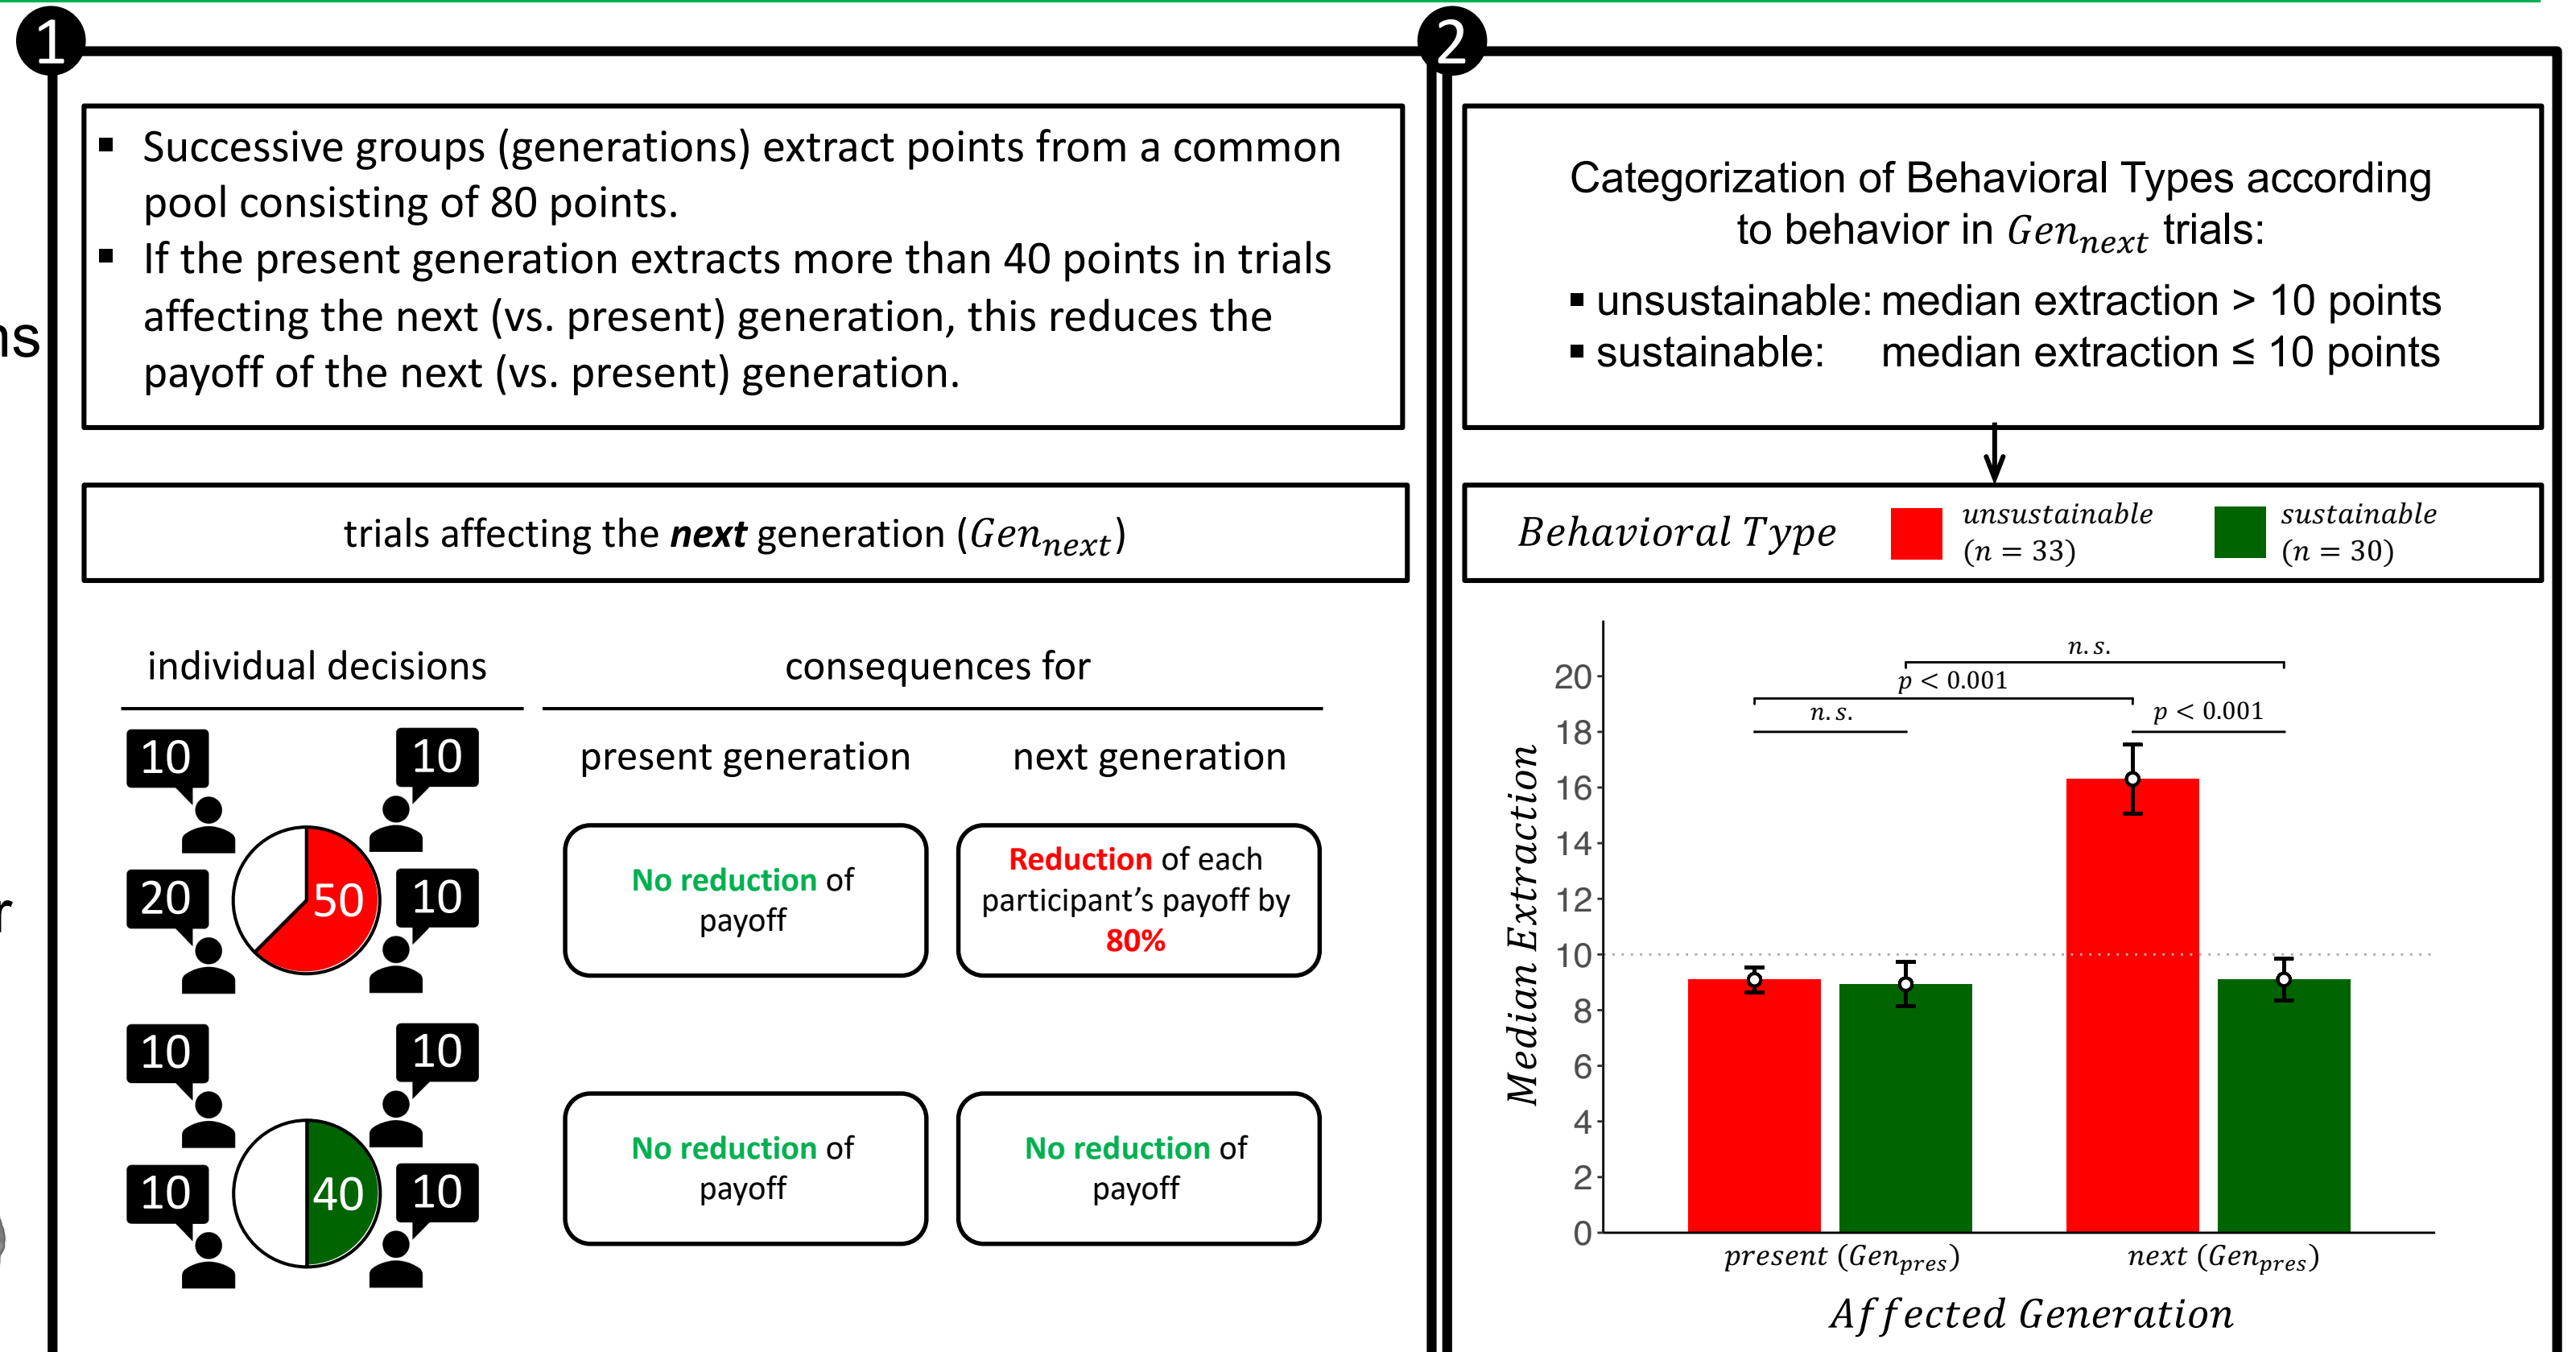 1
▪ Successive groups (generations) extract points from a common
pool consisting of 80 points.
▪ If the present generation extracts more than 40 points in trials
affecting the next (vs. present) generation, this reduces the
payoff of the next (vs. present) generation.
trials affecting the next generation (Gen_next)
individual decisions
consequences for
present generation
next generation
10
10
20
50
10
No reduction of
payoff
Reduction of each
participant's payoff by
80%
10
10
10
40
10
No reduction of
payoff
No reduction of
payoff
2
Categorization of Behavioral Types according
to behavior in Gen_next trials:
▪ unsustainable: median extraction > 10 points
▪ sustainable: median extraction ≤ 10 points
Behavioral Type
unsustainable
(n = 33)
sustainable
(n = 30)
Median Extraction
20
18
16
14
12
10
8
6
4
2
0
n.s.
p < 0.001
n.s.
p < 0.001
present (Gen_pres)
next (Gen_pres)
Affected Generation